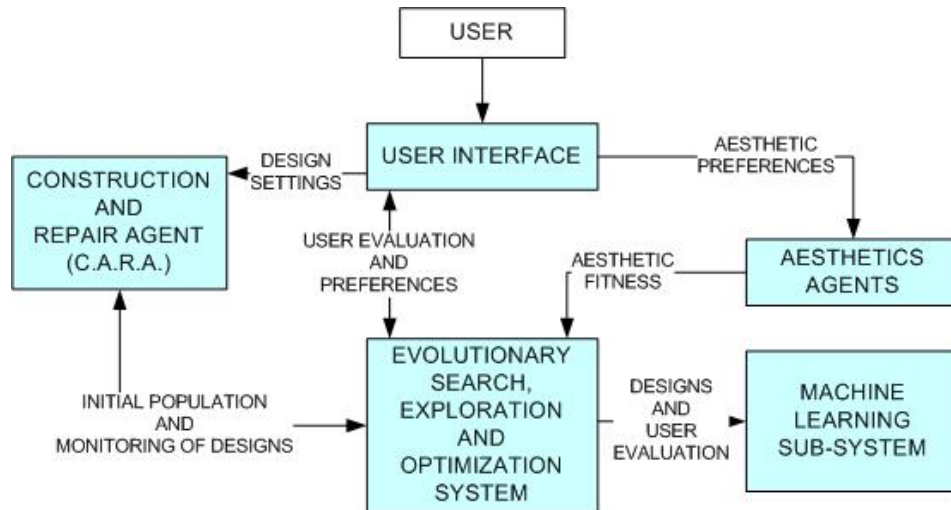 USER
USER INTERFACE
DESIGN
SETTINGS
AESTHETIC
PREFERENCES
CONSTRUCTION
AND
REPAIR AGENT
(C.A.R.A.)
USER EVALUATION
AND
PREFERENCES
AESTHETIC
FITNESS
AESTHETICS
AGENTS
INITIAL POPULATION
AND
MONITORING OF DESIGNS
EVOLUTIONARY
SEARCH,
EXPLORATION
AND
OPTIMIZATION
SYSTEM
DESIGNS
AND
USER
EVALUATION
MACHINE
LEARNING
SUB-SYSTEM